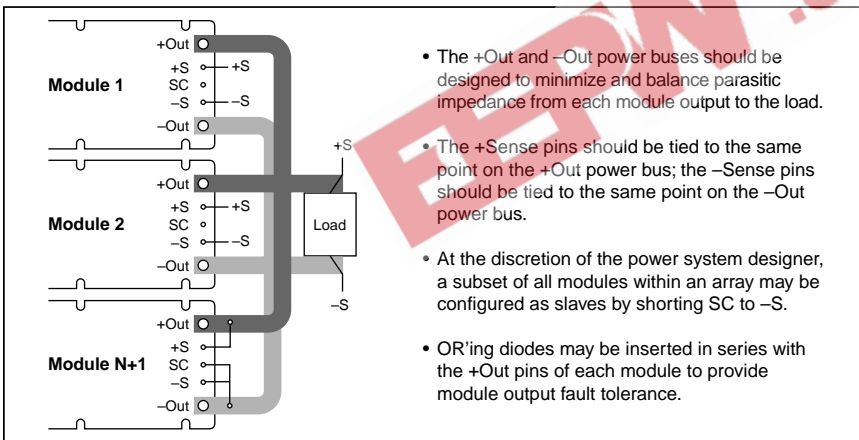 +Out
+S
+S
Module 1
SC
–S
–S
–Out
+S
+Out
+S
+S
Module 2
SC
Load
–S
–S
–Out
–S
+Out
+S
Module N+1
SC
–S
–Out
• The +Out and –Out power buses should be
designed to minimize and balance parasitic
impedance from each module output to the load.
• The +Sense pins should be tied to the same
point on the +Out power bus; the –Sense pins
should be tied to the same point on the –Out
power bus.
• At the discretion of the power system designer,
a subset of all modules within an array may be
configured as slaves by shorting SC to –S.
• OR'ing diodes may be inserted in series with
the +Out pins of each module to provide
module output fault tolerance.